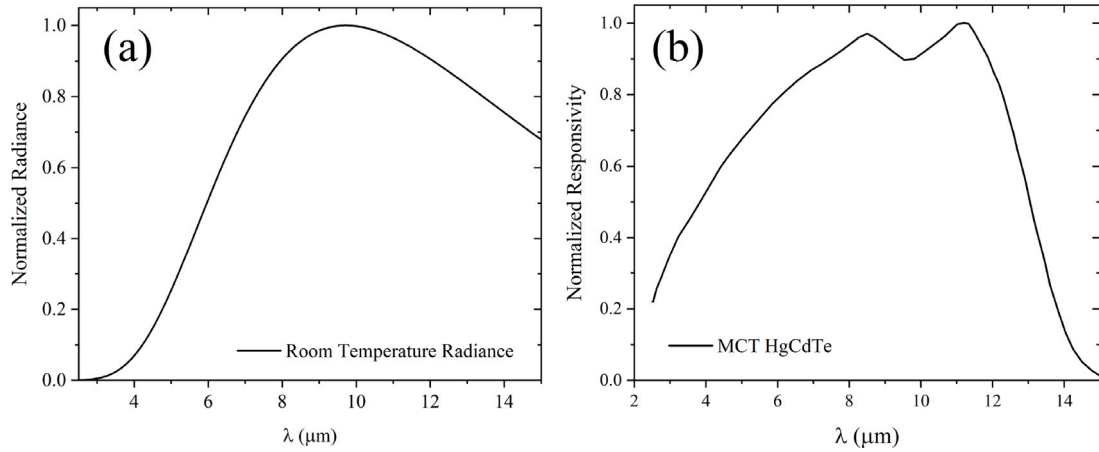 (a)
Normalized Radiance
1.0
0.8
0.6
0.4
0.2
0.0
Room Temperature Radiance
4 6 8 10 12 14
λ (μm)
(b)
Normalized Responsivity
1.0
0.8
0.6
0.4
0.2
0.0
MCT HgCdTe
2 4 6 8 10 12 14
λ (μm)